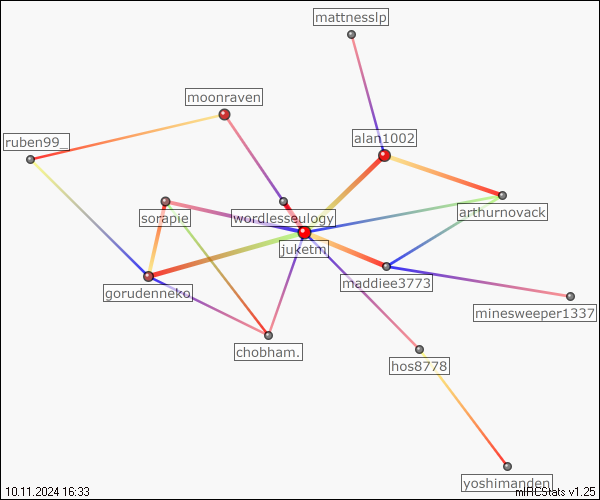 mattnesslp
moonraven
alan1002
ruben99_
sorapie
wordlesseulogy
arthurnovack
juketm
maddiee3773
gorudenneko
minesweeper1337
chobham.
hos8778
yoshimanden
10.11.2024 16:33
mIRCStats v1.25